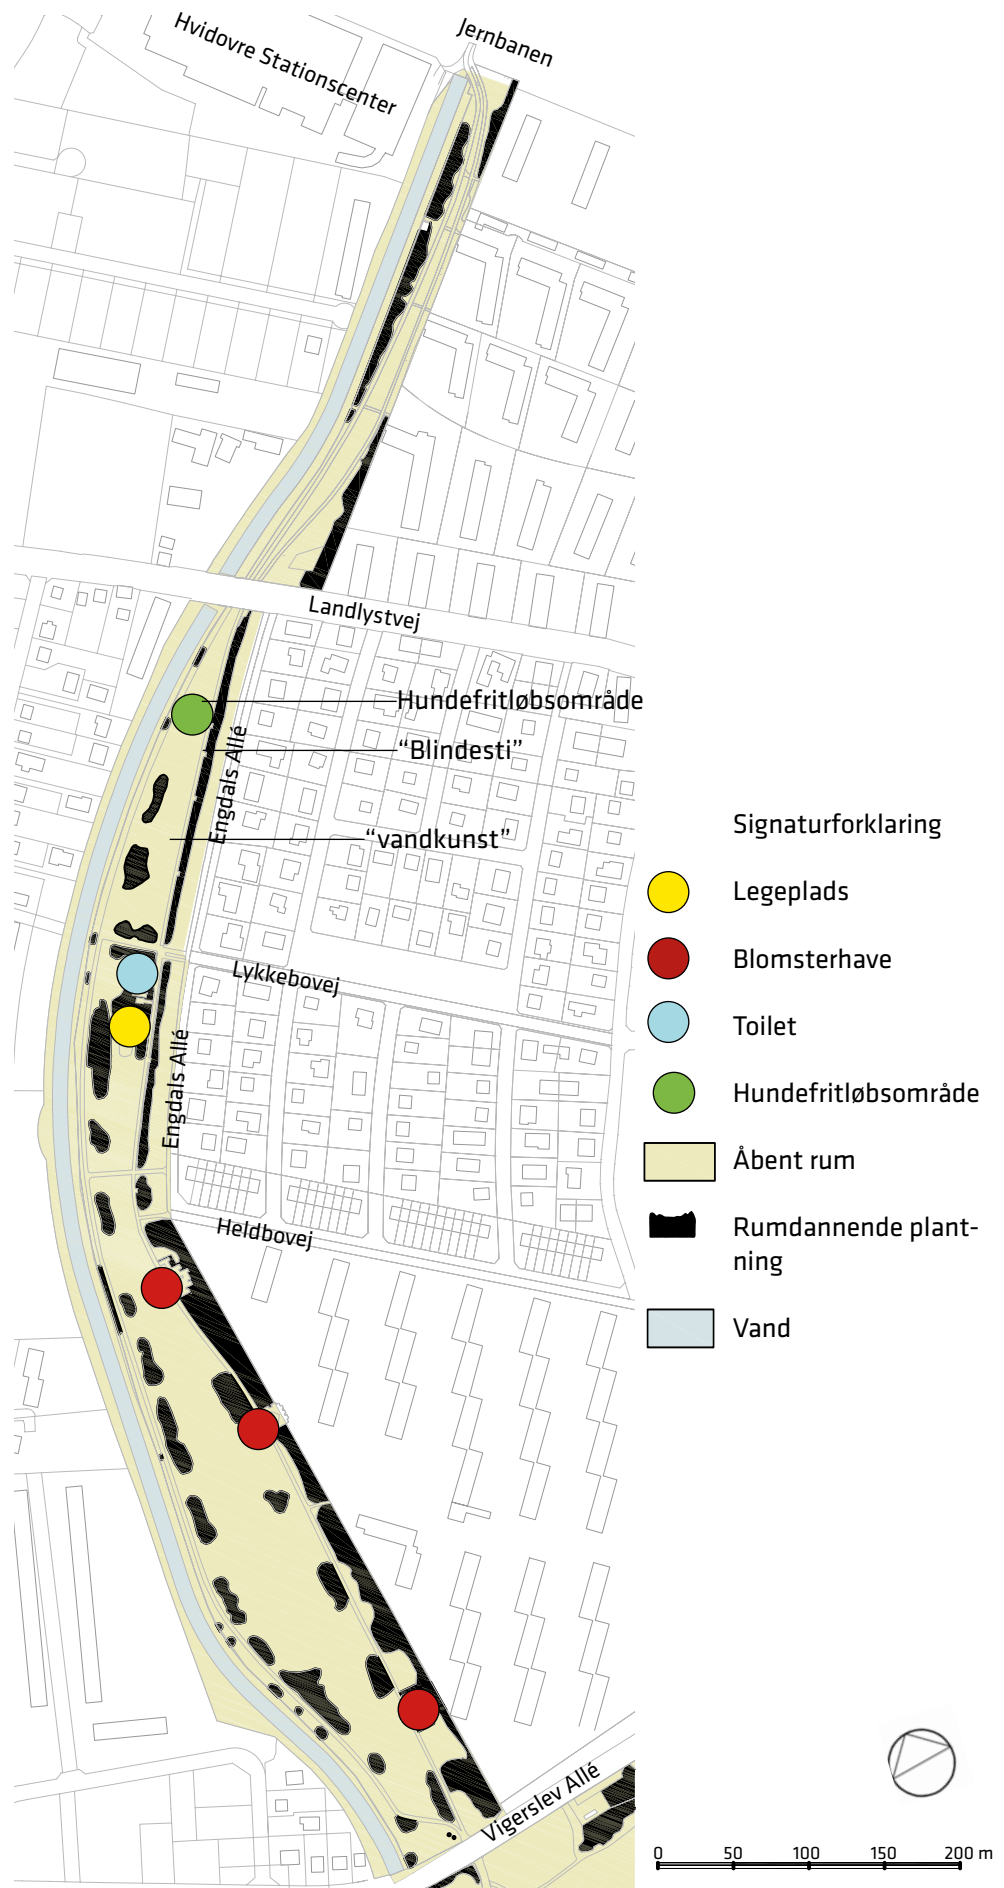 Jernbanen
Hvidovre Stationscenter
Landlystvej
Hundefritløbsområde
“Blindesti”
Engdals Allé
“vandkunst”
Lykkebovej
Engdals Allé
Heldbovej
Vigerslev Allé
Signaturforklaring
Legeplads
Blomsterhave
Toilet
Hundefritløbsområde
Åbent rum
Rumdannende plant-
ning
Vand
0 50 100 150 200 m